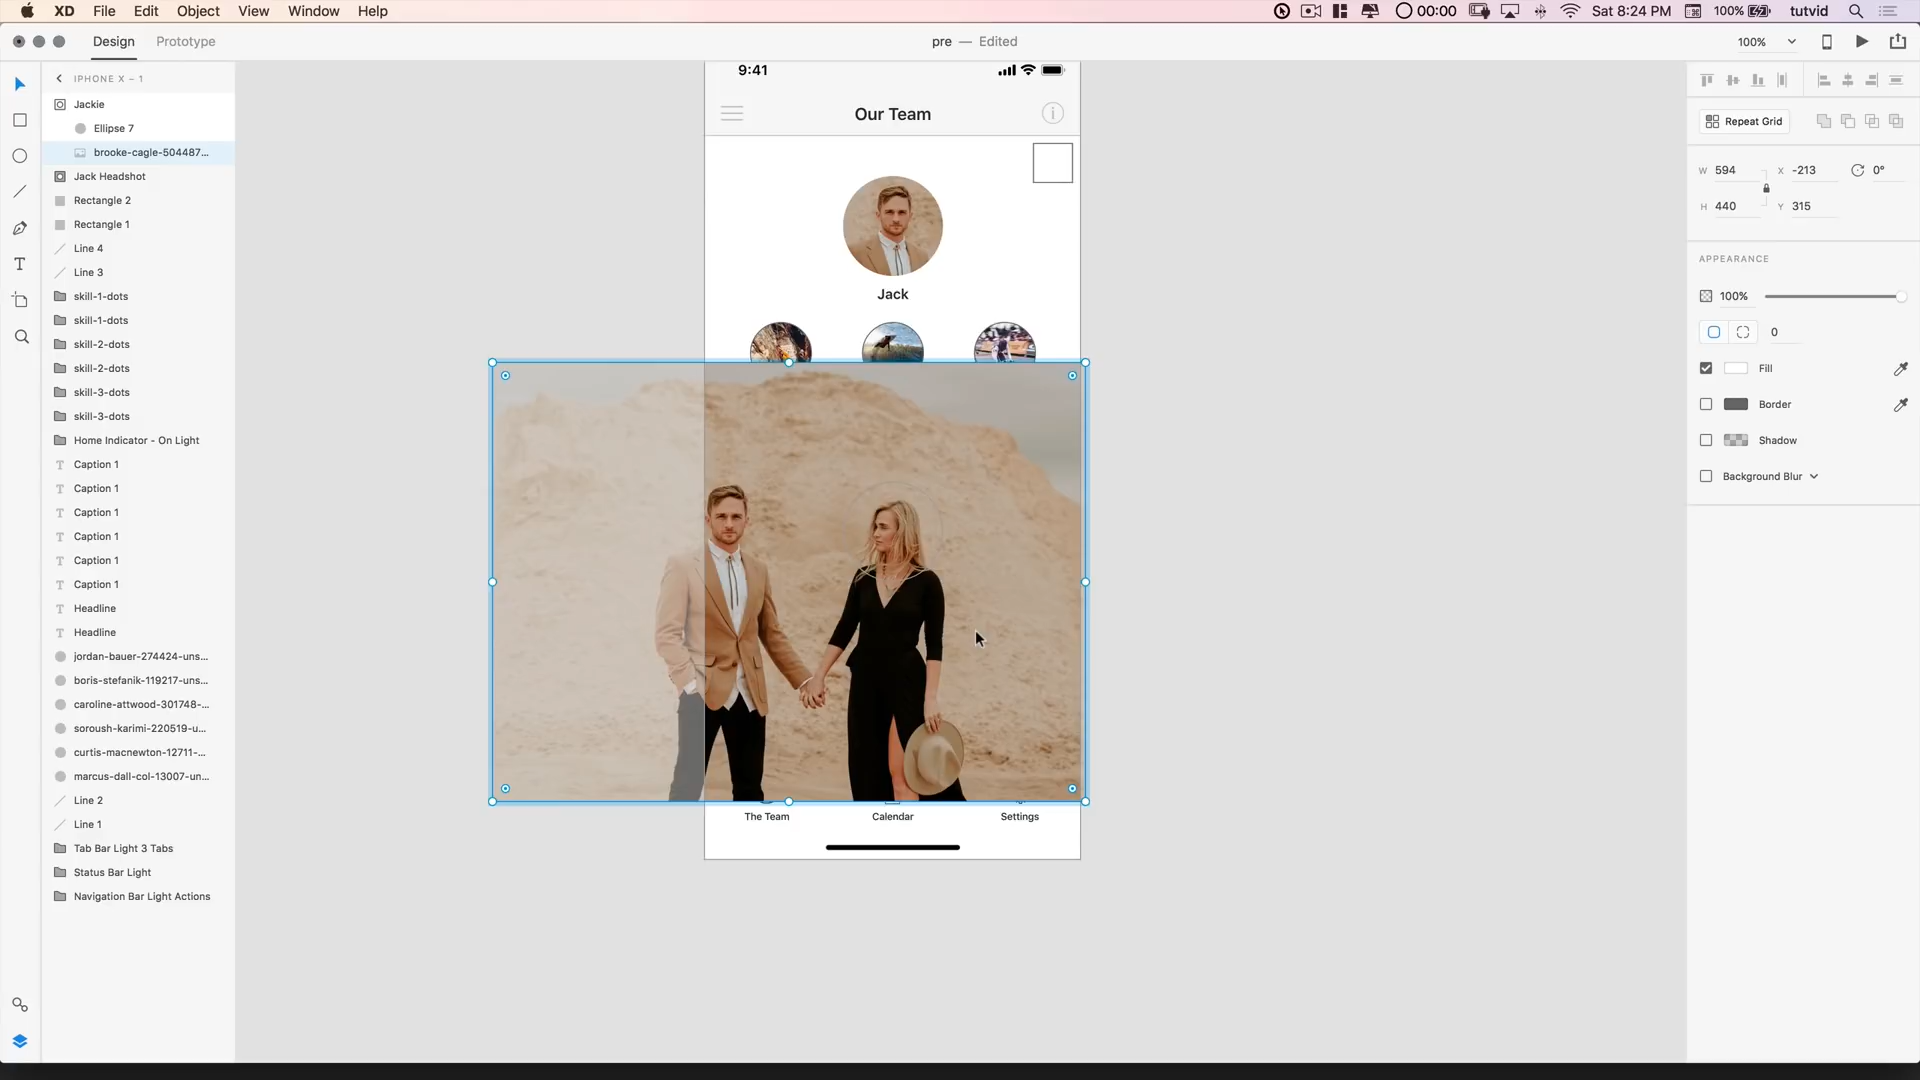 XD File Edit Object View Window Help
00:00 Sat 8:24 PM 100% tutvid
Design Prototype
pre — Edited
100%
IPHONE X – 1
Jackie
Ellipse 7
brooke-cagle-504487...
Jack Headshot
Rectangle 2
Rectangle 1
Line 4
Line 3
skill-1-dots
skill-1-dots
skill-2-dots
skill-2-dots
skill-3-dots
skill-3-dots
Home Indicator - On Light
Caption 1
Caption 1
Caption 1
Caption 1
Caption 1
Caption 1
Headline
Headline
jordan-bauer-274424-uns...
boris-stefanik-119217-uns...
caroline-attwood-301748-...
soroush-karimi-220519-u...
curtis-macnewton-12711-...
marcus-dall-col-13007-un...
Line 2
Line 1
Tab Bar Light 3 Tabs
Status Bar Light
Navigation Bar Light Actions
9:41
Our Team
Jack
The Team Calendar Settings
Repeat Grid
W 594 X -213 0°
H 440 Y 315
APPEARANCE
100%
0
Fill
Border
Shadow
Background Blur